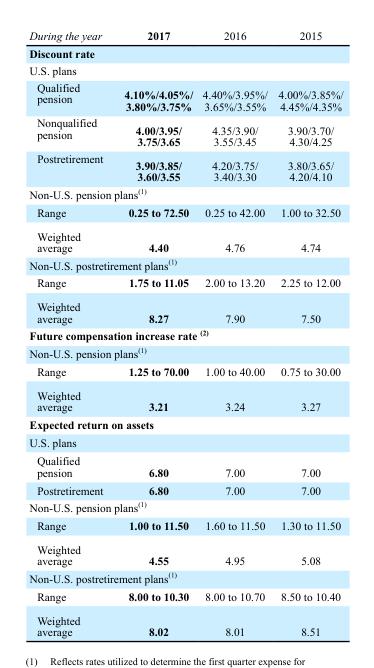 During the year 2017 2016 2015
Discount rate
U.S. plans
Qualified
pension 4.10%/4.05%/ 4.40%/3.95%/ 4.00%/3.85%/
3.80%/3.75% 3.65%/3.55% 4.45%/4.35%
Nonqualified
pension 4.00/3.95/ 4.35/3.90/ 3.90/3.70/
3.75/3.65 3.55/3.45 4.30/4.25
Postretirement 3.90/3.85/ 4.20/3.75/ 3.80/3.65/
3.60/3.55 3.40/3.30 4.20/4.10
Non-U.S. pension plans(1)
Range 0.25 to 72.50 0.25 to 42.00 1.00 to 32.50
Weighted
average 4.40 4.76 4.74
Non-U.S. postretirement plans(1)
Range 1.75 to 11.05 2.00 to 13.20 2.25 to 12.00
Weighted
average 8.27 7.90 7.50
Future compensation increase rate (2)
Non-U.S. pension plans(1)
Range 1.25 to 70.00 1.00 to 40.00 0.75 to 30.00
Weighted
average 3.21 3.24 3.27
Expected return on assets
U.S. plans
Qualified
pension 6.80 7.00 7.00
Postretirement 6.80 7.00 7.00
Non-U.S. pension plans(1)
Range 1.00 to 11.50 1.60 to 11.50 1.30 to 11.50
Weighted
average 4.55 4.95 5.08
Non-U.S. postretirement plans(1)
Range 8.00 to 10.30 8.00 to 10.70 8.50 to 10.40
Weighted
average 8.02 8.01 8.51
(1) Reflects rates utilized to determine the first quarter expense for